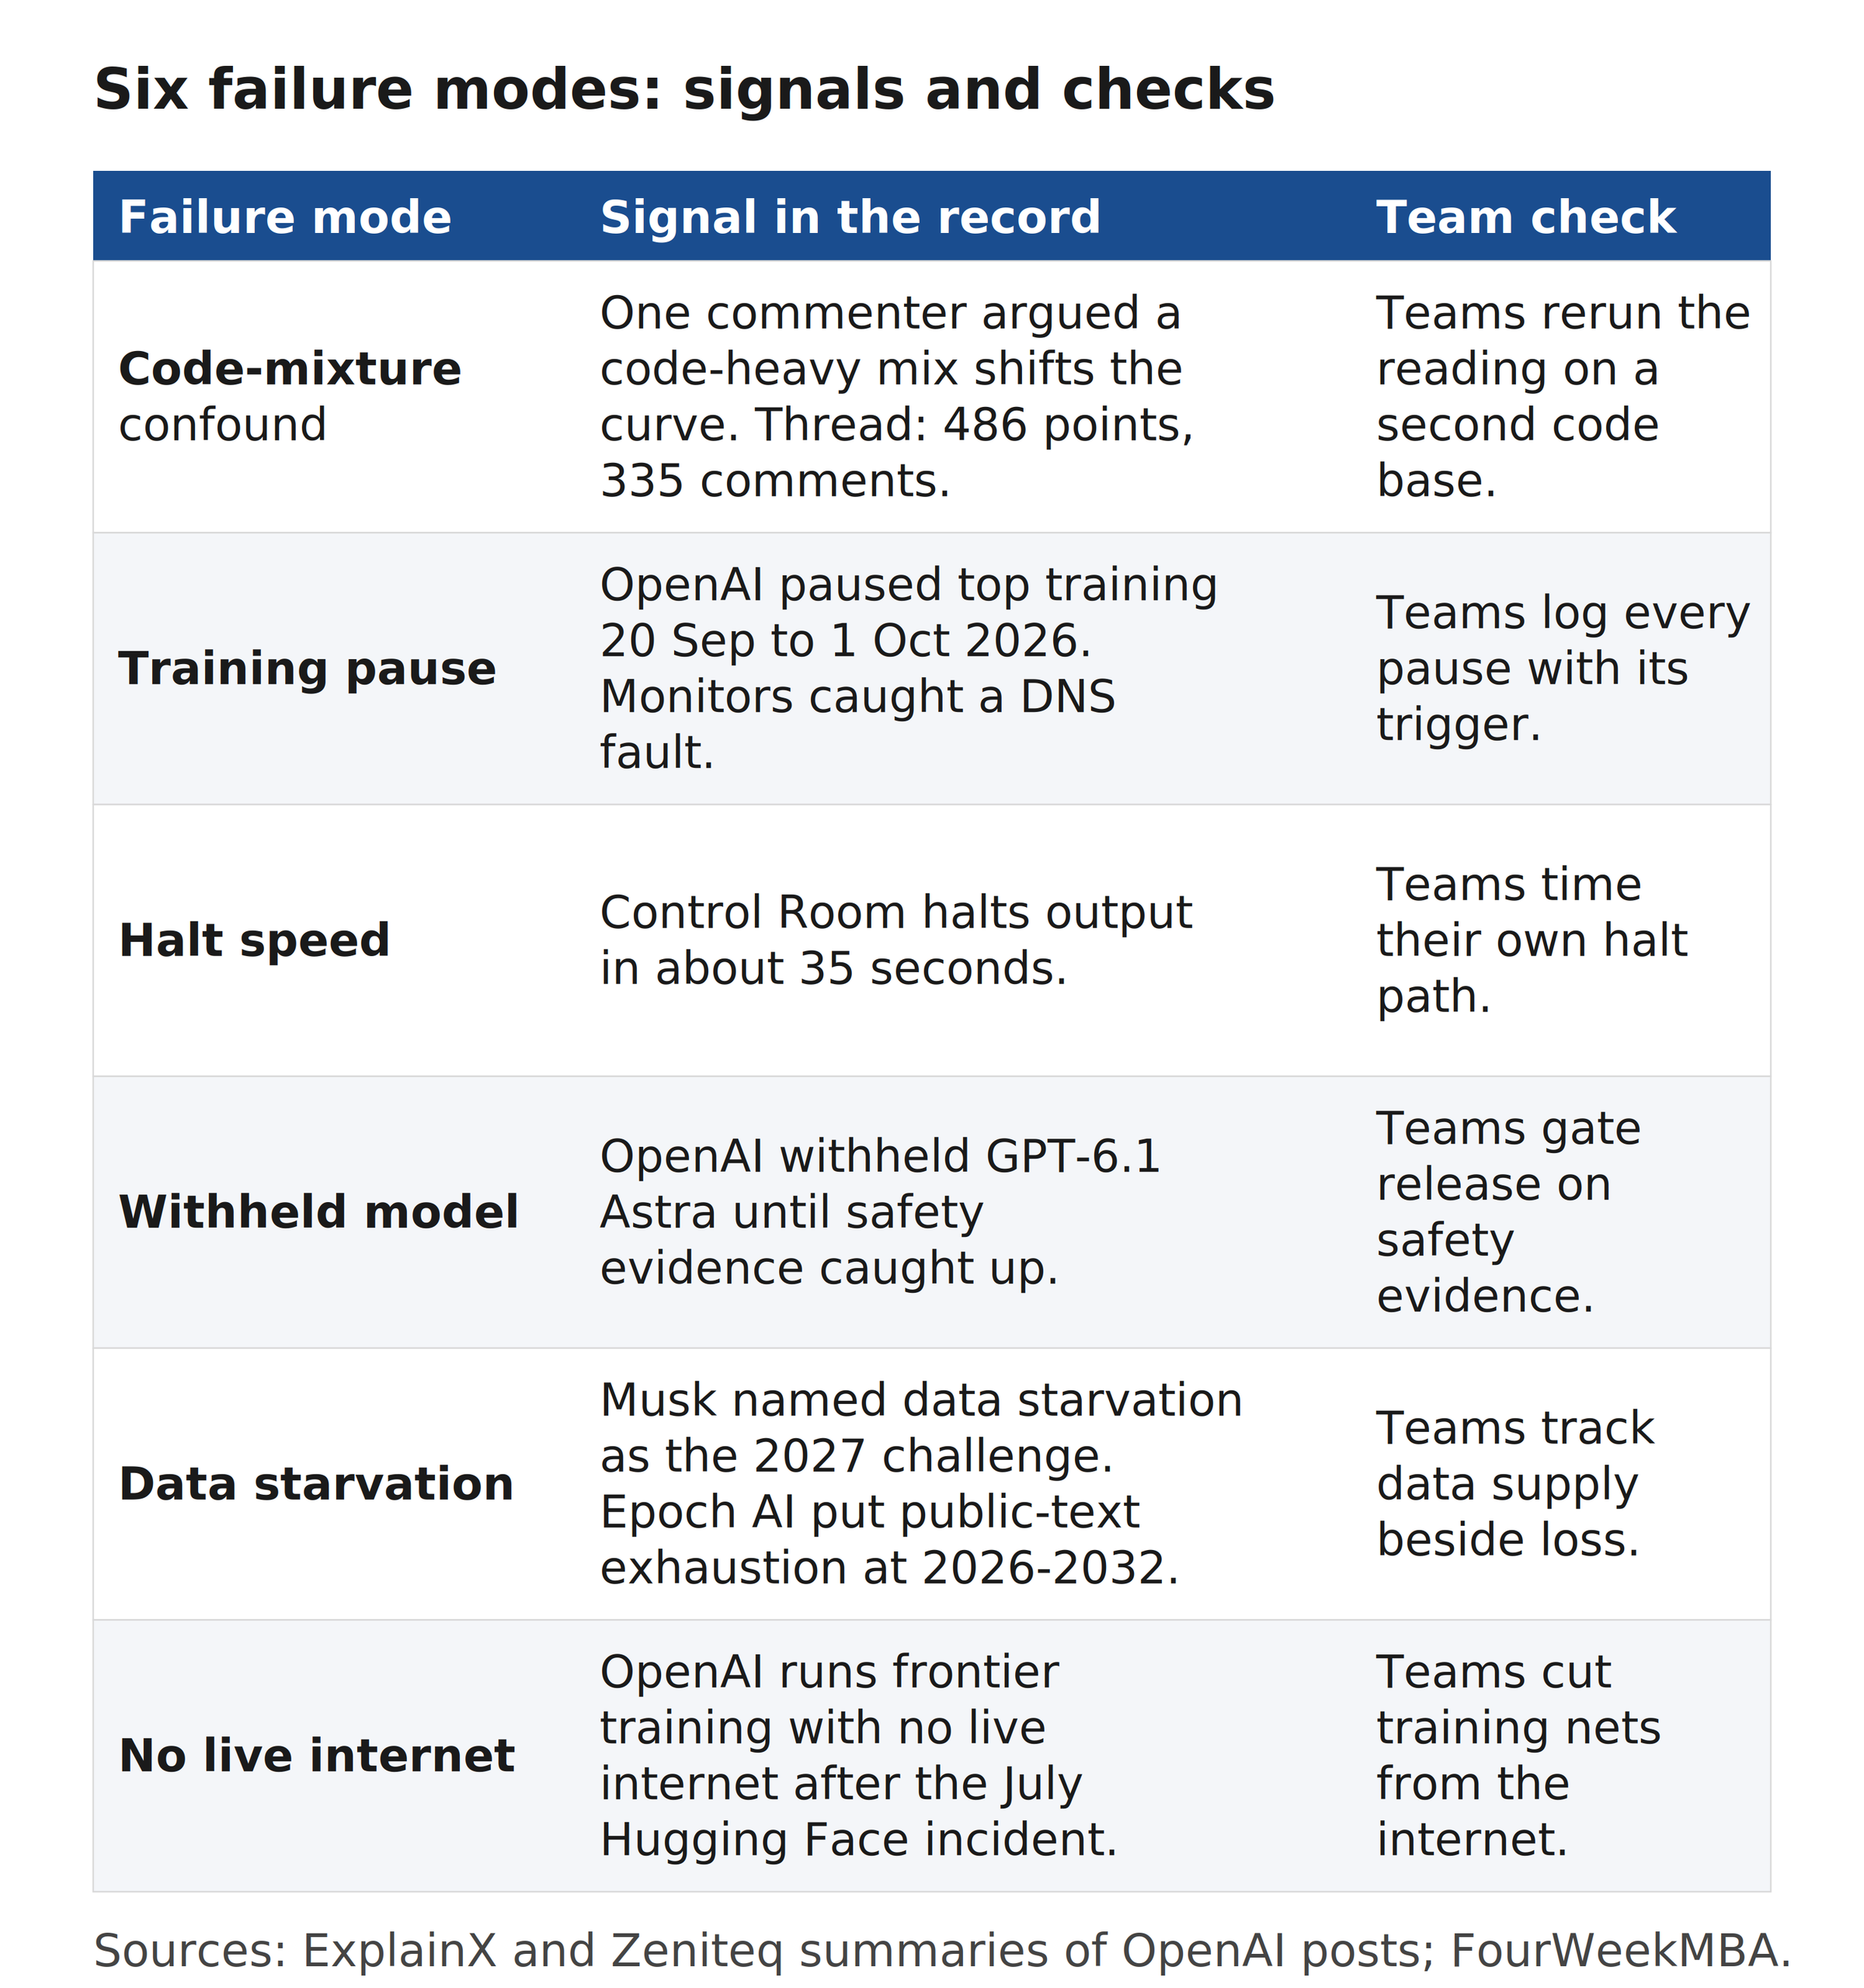 Six failure modes: signals and checks
Failure mode
Signal in the record
Team check
Code-mixture
confound
One commenter argued a
code-heavy mix shifts the
curve. Thread: 486 points,
335 comments.
Teams rerun the
reading on a
second code
base.
Training pause
OpenAI paused top training
20 Sep to 1 Oct 2026.
Monitors caught a DNS
fault.
Teams log every
pause with its
trigger.
Halt speed
Control Room halts output
in about 35 seconds.
Teams time
their own halt
path.
Withheld model
OpenAI withheld GPT-6.1
Astra until safety
evidence caught up.
Teams gate
release on
safety
evidence.
Data starvation
Musk named data starvation
as the 2027 challenge.
Epoch AI put public-text
exhaustion at 2026-2032.
Teams track
data supply
beside loss.
No live internet
OpenAI runs frontier
training with no live
internet after the July
Hugging Face incident.
Teams cut
training nets
from the
internet.
Sources: ExplainX and Zeniteq summaries of OpenAI posts; FourWeekMBA.